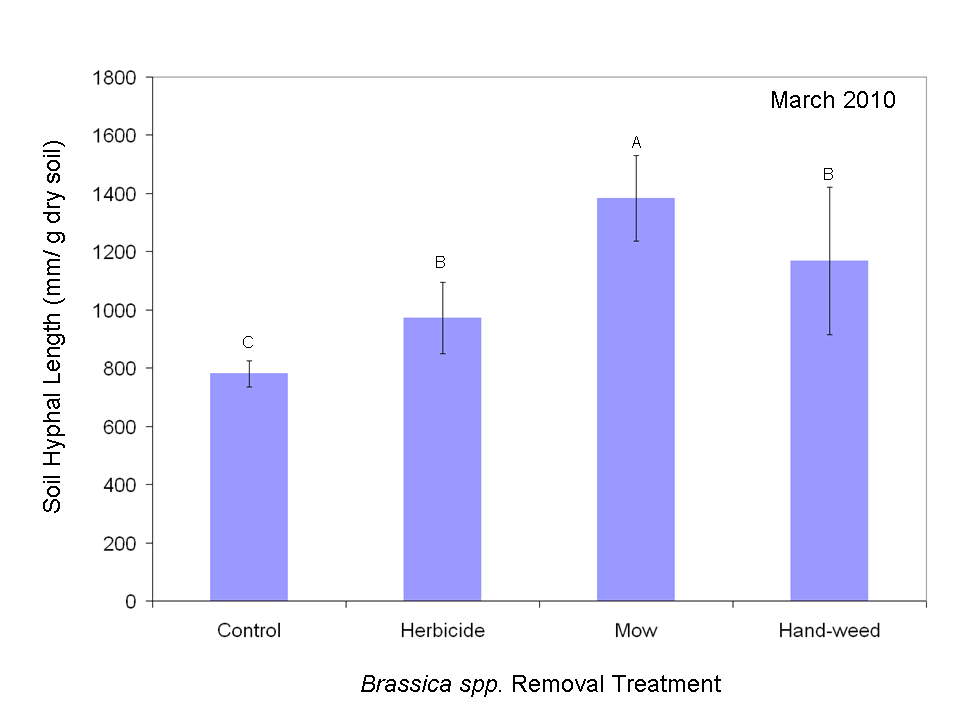 March 2010
Soil Hyphal Length (mm/ g dry soil)
1800
1600
1400
1200
1000
800
600
400
200
0
C
B
A
B
Control
Herbicide
Mow
Hand-weed
Brassica spp. Removal Treatment